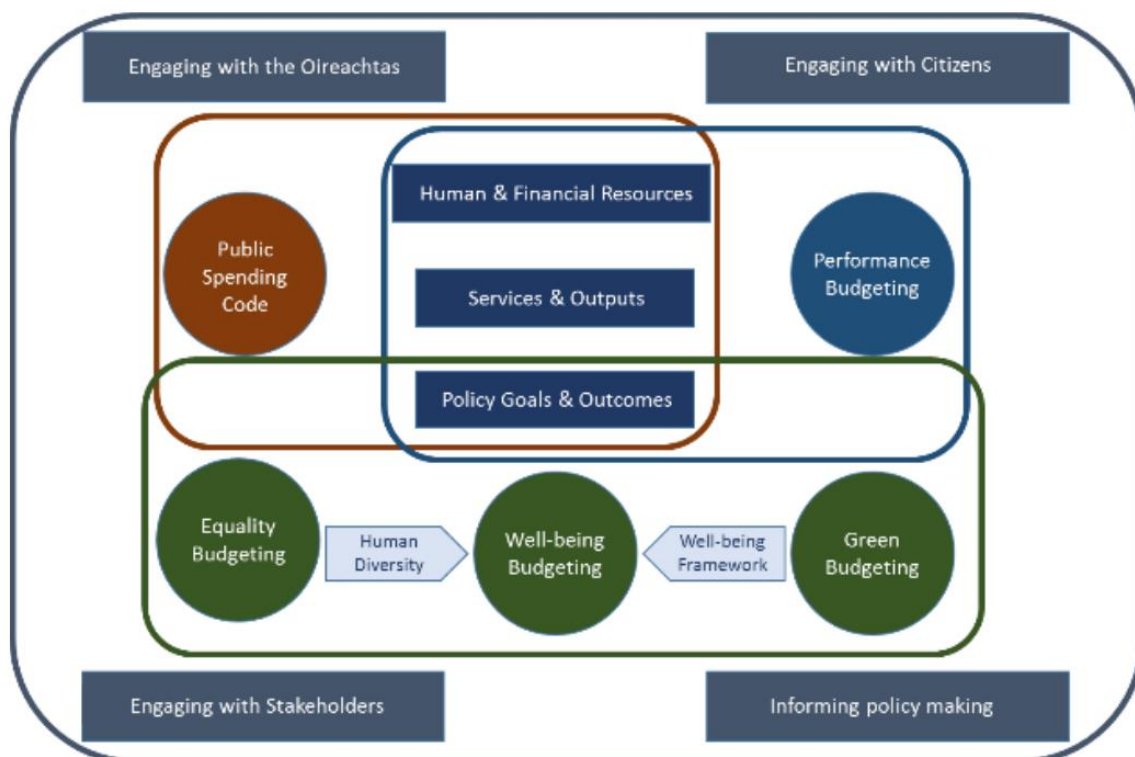 Engaging with the Oireachtas
Engaging with Citizens
Human & Financial Resources
Public
Spending
Code
Performance
Budgeting
Services & Outputs
Policy Goals & Outcomes
Equality
Budgeting
Human
Diversity
Well-being
Budgeting
Well-being
Framework
Green
Budgeting
Engaging with Stakeholders
Informing policy making